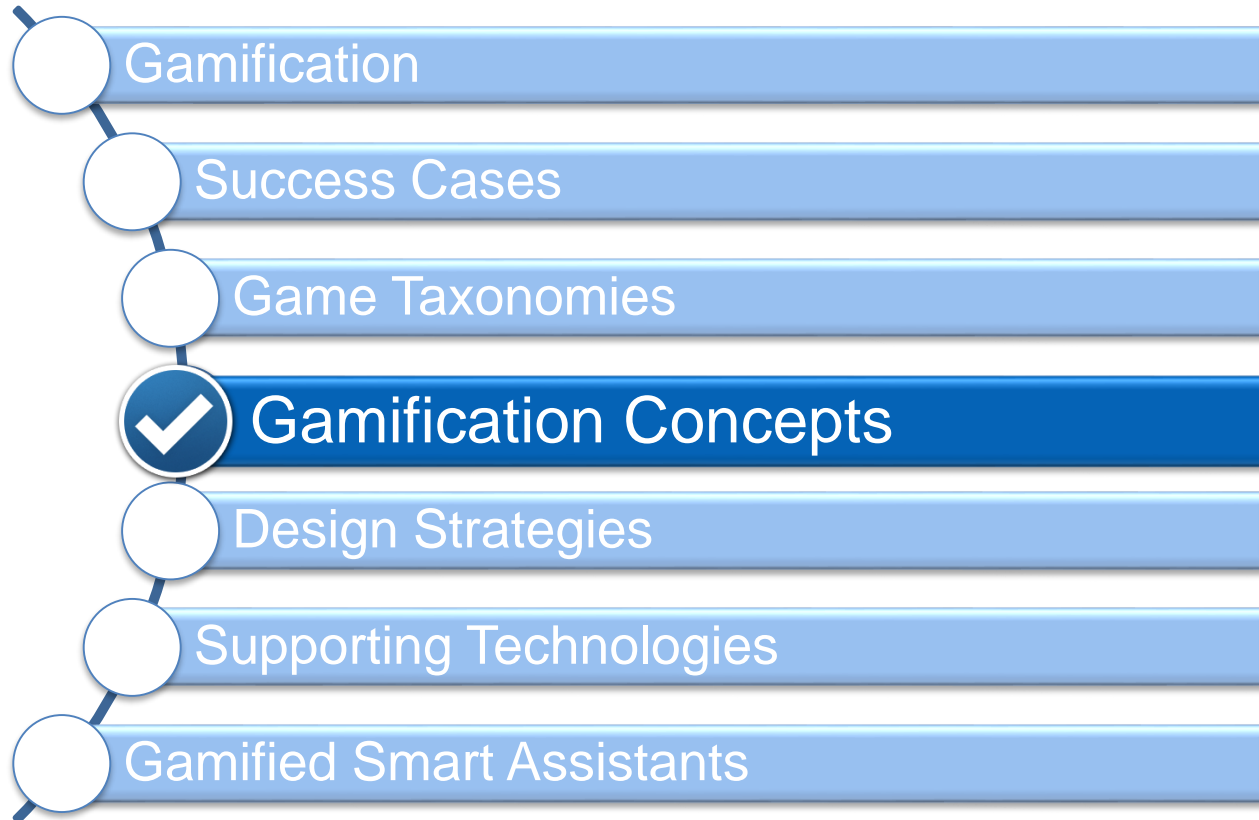 Gamification
Success Cases
Game Taxonomies
Gamification Concepts
Design Strategies
Supporting Technologies
Gamified Smart Assistants